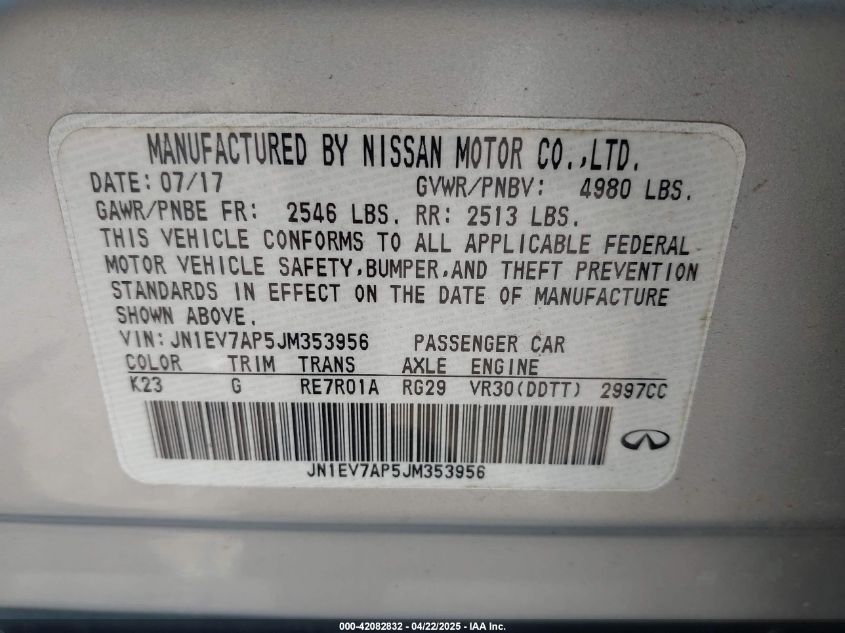 MANUFACTURED BY NISSAN MOTOR CO.,LTD.
DATE: 07/17 GVWR/PNBV: 4980 LBS.
GAWR/PNBE FR: 2546 LBS. RR: 2513 LBS.
THIS VEHICLE CONFORMS TO ALL APPLICABLE FEDERAL
MOTOR VEHICLE SAFETY,BUMPER,AND THEFT PREVENTION
STANDARDS IN EFFECT ON THE DATE OF MANUFACTURE
SHOWN ABOVE.
VIN:JN1EV7AP5JM353956 PASSENGER CAR
COLOR TRIM TRANS AXLE ENGINE
K23 G RE7R01A RG29 VR30(DDTT) 2997CC
JN1EV7AP5JM353956
000-42082832 - 04/22/2025 - IAA Inc.